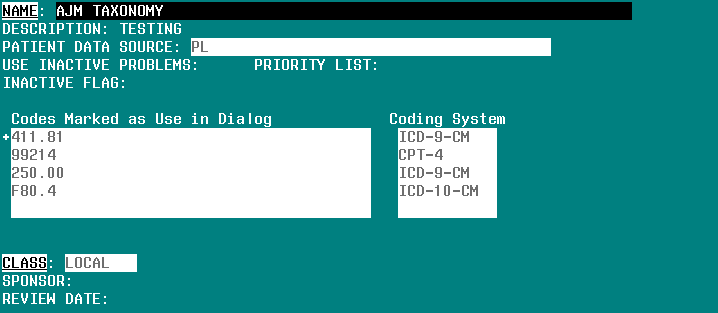 NAME: AJM TAXONOMY
DESCRIPTION: TESTING
PATIENT DATA SOURCE: PL
USE INACTIVE PROBLEMS: PRIORITY LIST:
INACTIVE FLAG:
Codes Marked as Use in Dialog Coding System
+411.81 ICD-9-CM
99214 CPT-4
250.00 ICD-9-CM
F80.4 ICD-10-CM
CLASS: LOCAL
SPONSOR:
REVIEW DATE: